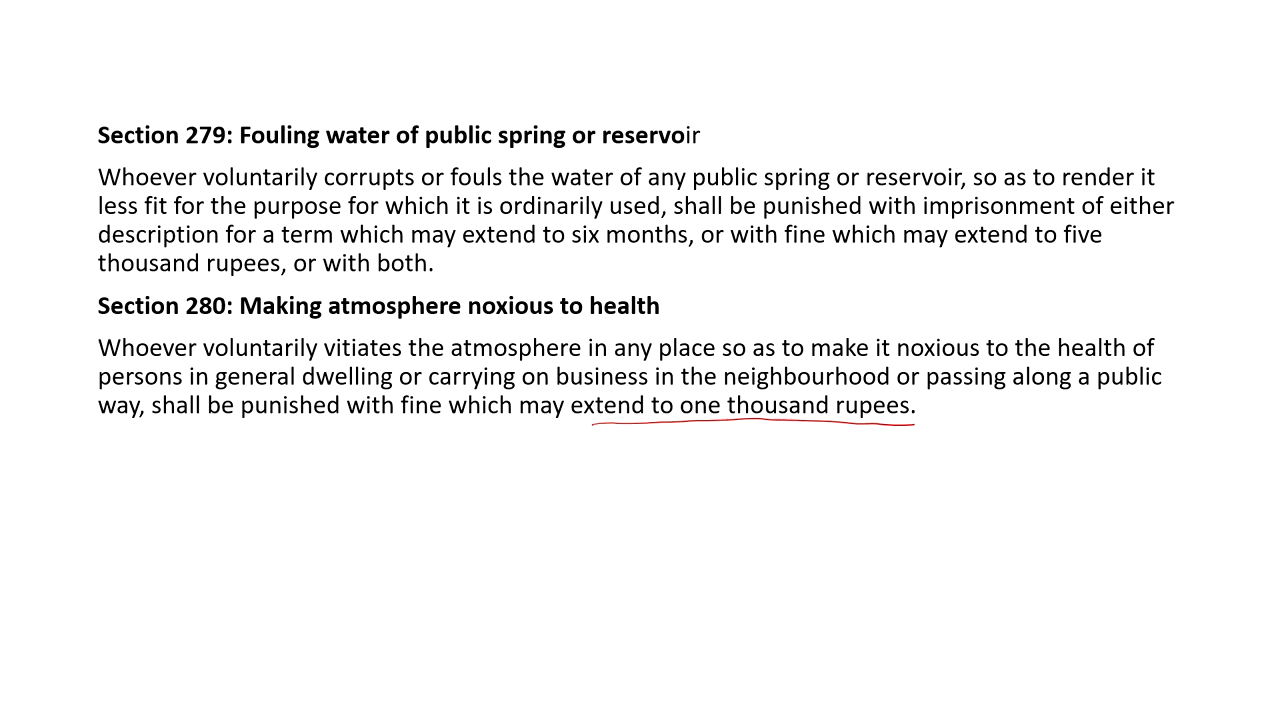 Section 279: Fouling water of public spring or reservoir
Whoever voluntarily corrupts or fouls the water of any public spring or reservoir, so as to render it
less fit for the purpose for which it is ordinarily used, shall be punished with imprisonment of either
description for a term which may extend to six months, or with fine which may extend to five
thousand rupees, or with both.
Section 280: Making atmosphere noxious to health
Whoever voluntarily vitiates the atmosphere in any place so as to make it noxious to the health of
persons in general dwelling or carrying on business in the neighbourhood or passing along a public
way, shall be punished with fine which may extend to one thousand rupees.